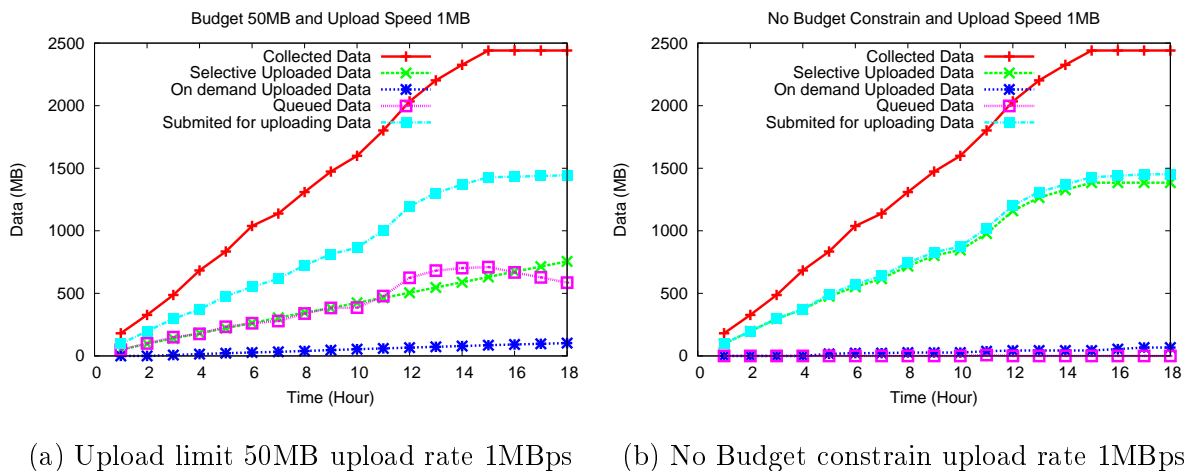 Budget 50MB and Upload Speed 1MB
2500
2000
1500
1000
500
0
Data (MB)
Collected Data
Selective Uploaded Data
On demand Uploaded Data
Queued Data
Submited for uploading Data
0 2 4 6 8 10 12 14 16 18
Time (Hour)
(a) Upload limit 50MB upload rate 1MBps
No Budget Constrain and Upload Speed 1MB
2500
2000
1500
1000
500
0
Data (MB)
Collected Data
Selective Uploaded Data
On demand Uploaded Data
Queued Data
Submited for uploading Data
0 2 4 6 8 10 12 14 16 18
Time (Hour)
(b) No Budget constrain upload rate 1MBps